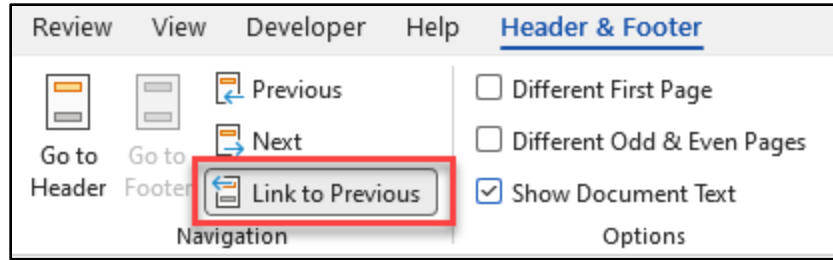 Review View Developer Help Header & Footer
Go to Header
Go to Footer
Previous
Next
Link to Previous
Navigation
Different First Page
Different Odd & Even Pages
Show Document Text
Options